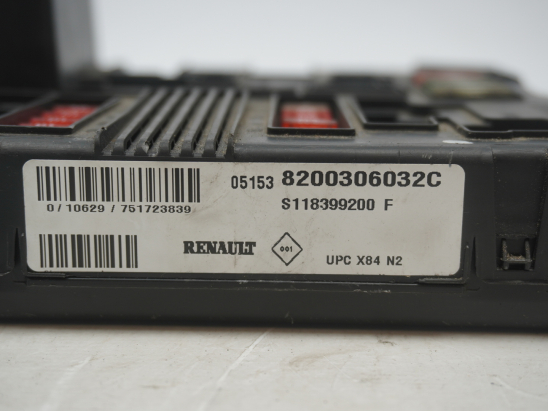 05153 8200306032C
0/10629/751723839
S118399200 F
RENAULT
001
UPC X84 N2